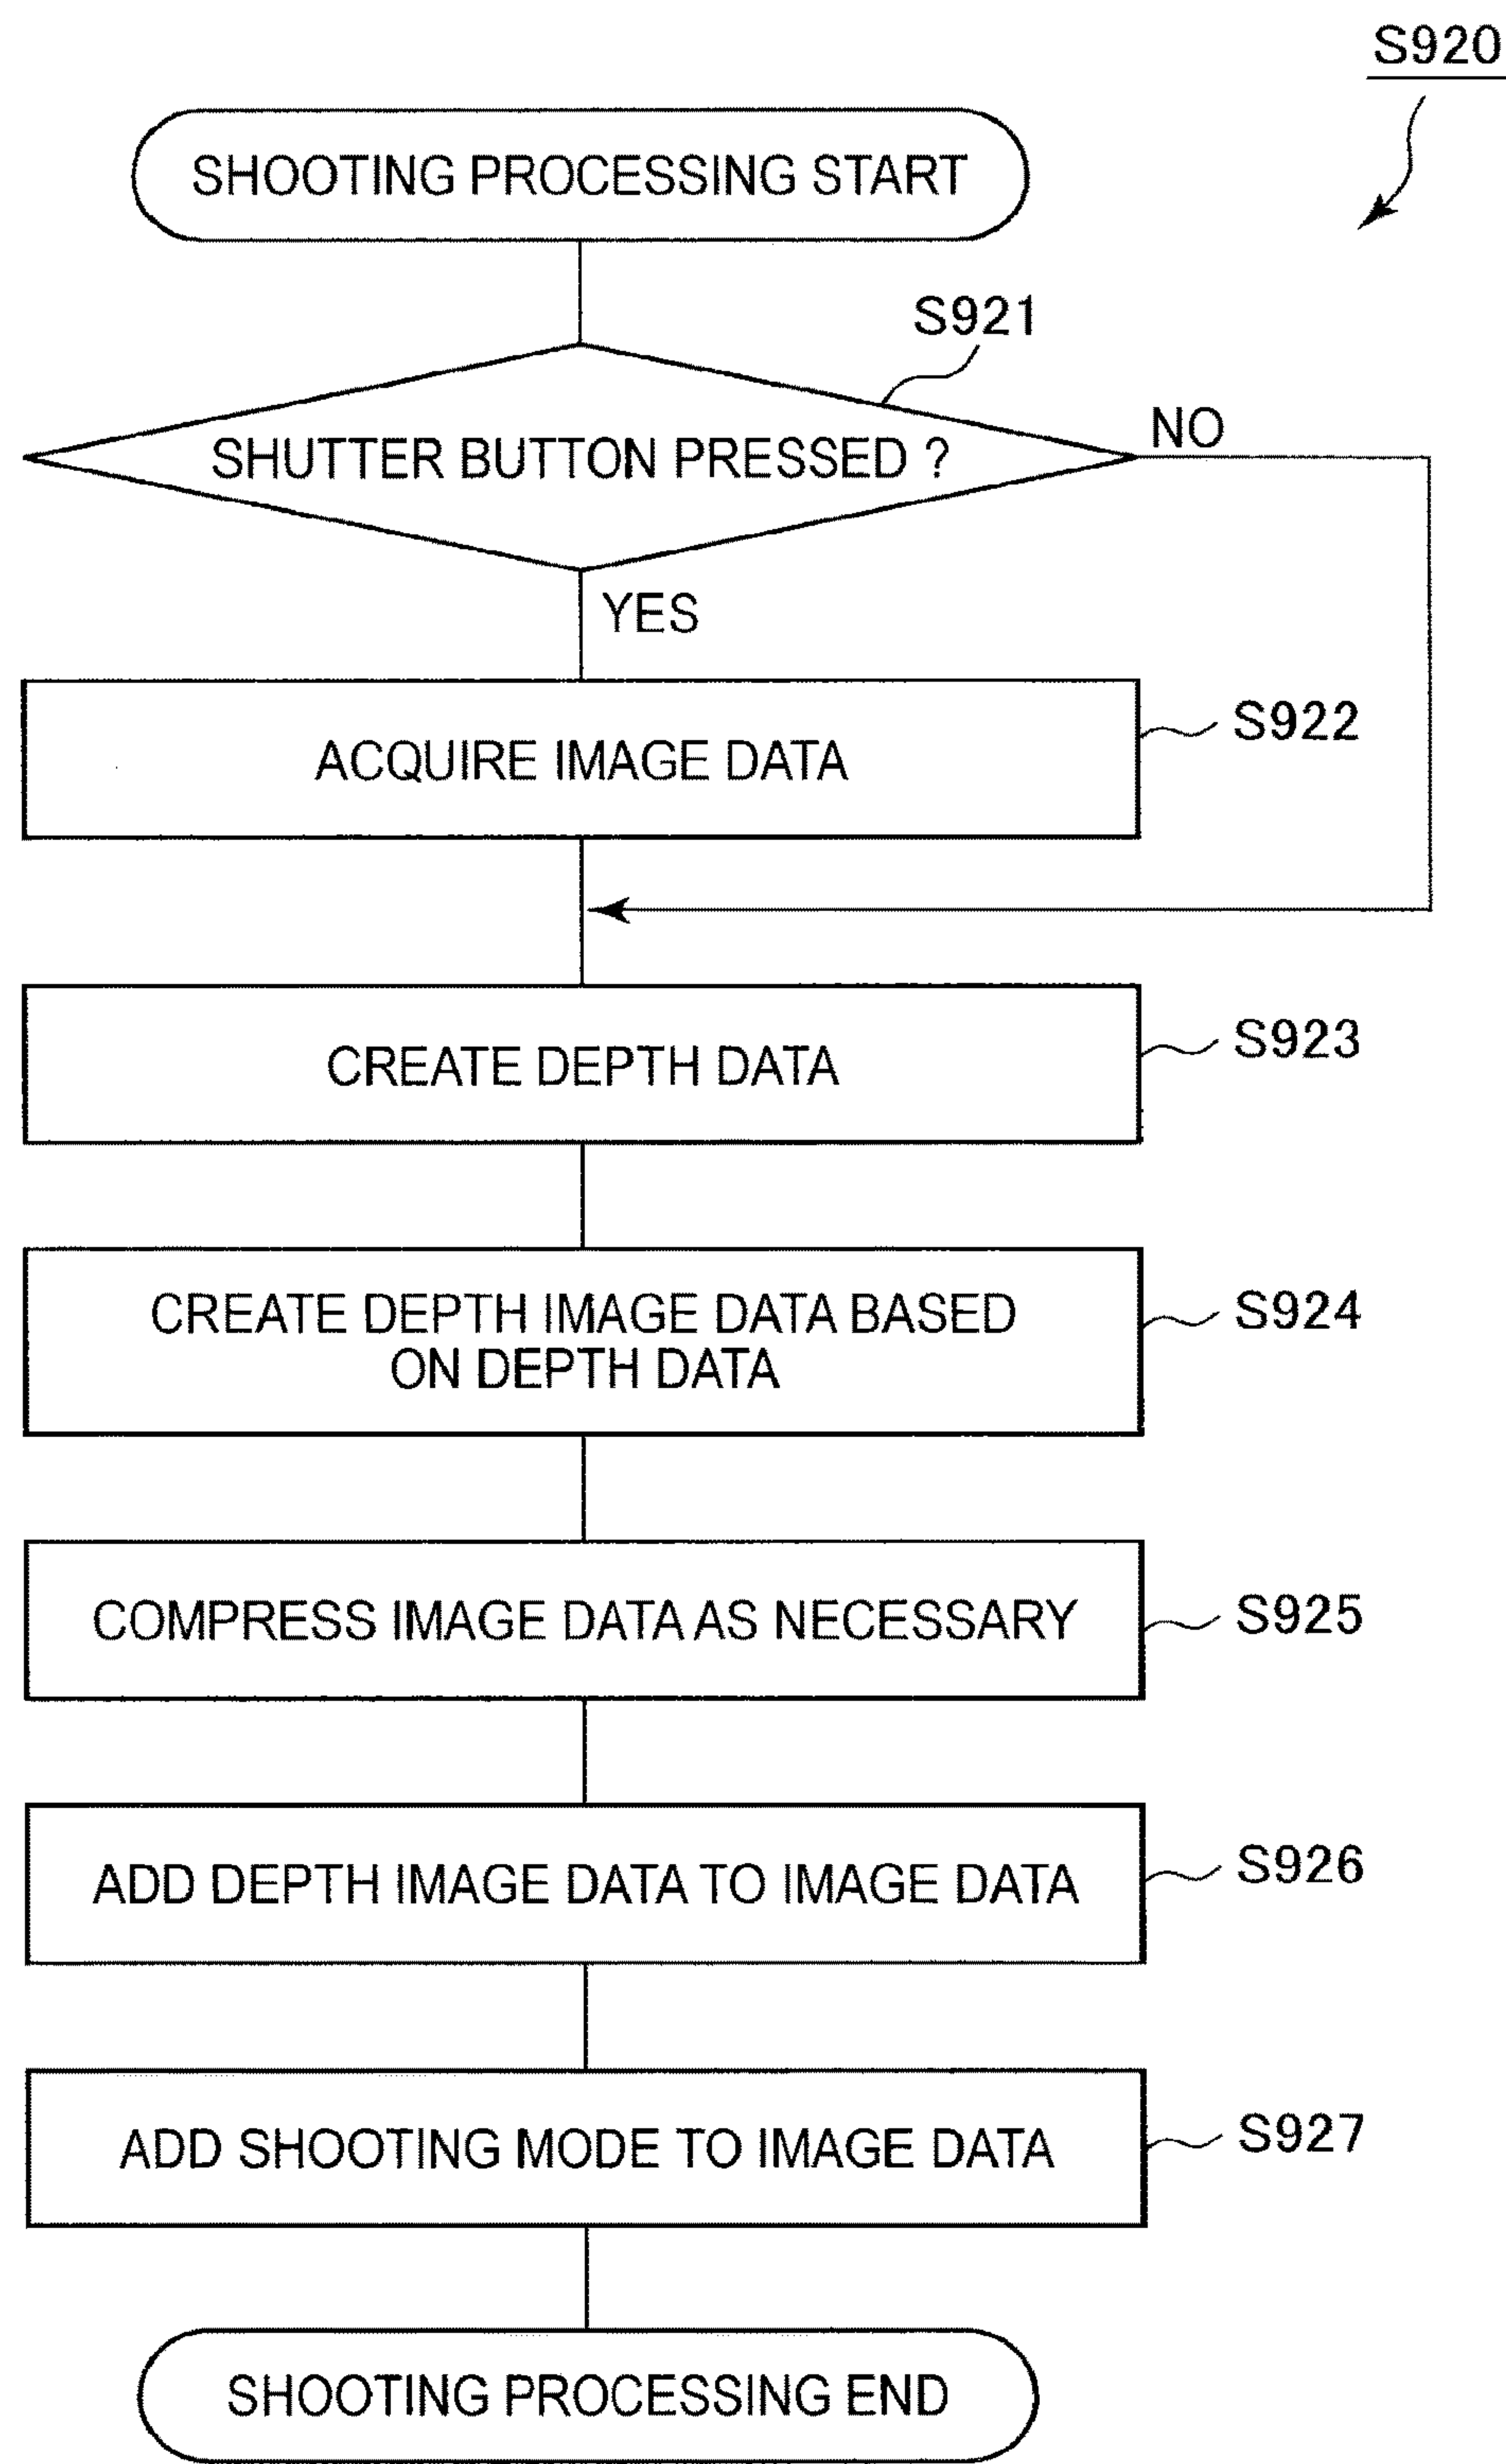 S920
SHOOTING PROCESSING START
S921
SHUTTER BUTTON PRESSED ?
NO
YES
ACQUIRE IMAGE DATA
S922
CREATE DEPTH DATA
S923
CREATE DEPTH IMAGE DATA BASED
ON DEPTH DATA
S924
COMPRESS IMAGE DATA AS NECESSARY
S925
ADD DEPTH IMAGE DATA TO IMAGE DATA
S926
ADD SHOOTING MODE TO IMAGE DATA
S927
SHOOTING PROCESSING END